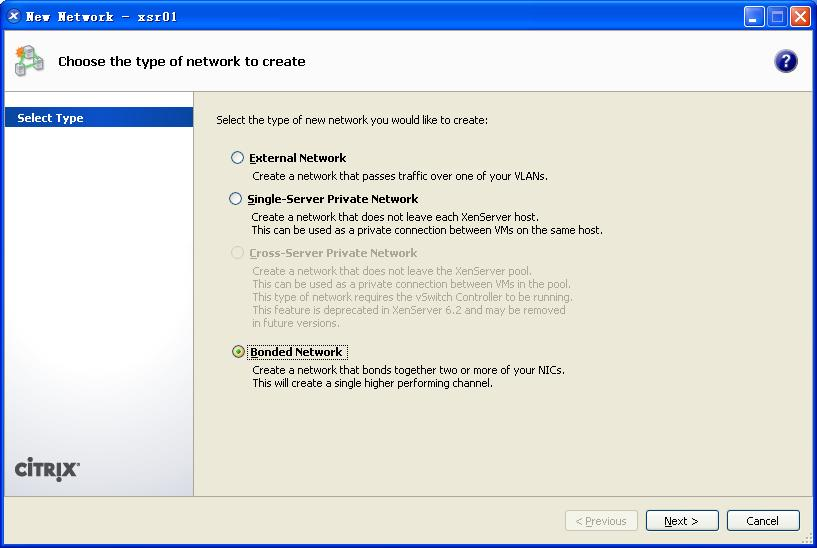 New Network - xsr01
Choose the type of network to create
?
Select Type
Select the type of new network you would like to create:
External Network
Create a network that passes traffic over one of your VLANs.
Single-Server Private Network
Create a network that does not leave each XenServer host.
This can be used as a private connection between VMs on the same host.
Cross-Server Private Network
Create a network that does not leave the XenServer pool.
This can be used as a private connection between VMs in the pool.
This type of network requires the vSwitch Controller to be running.
This feature is deprecated in XenServer 6.2 and may be removed
in future versions.
Bonded Network
Create a network that bonds together two or more of your NICs.
This will create a single higher performing channel.
CİTRIX
< Previous
Next >
Cancel